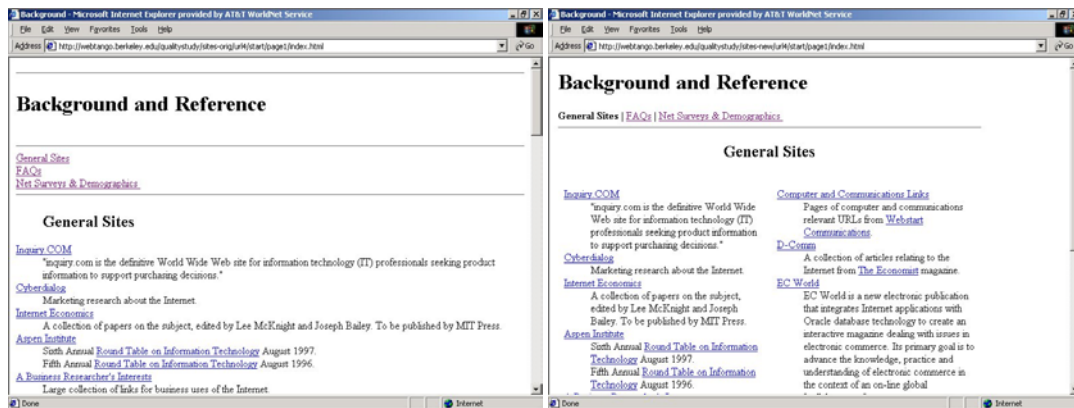 Background - Microsoft Internet Explorer provided by AT&T WorldNet Service
File Edit View Favorites Tools Help
Address http://webtango.berkeley.edu/qualitystudy/sites-orig/url4/start/page1/index.html Go
Background and Reference
General Sites
FAQs
Net Surveys & Demographics
General Sites
Inquiry.COM
"inquiry.com is the definitive World Wide Web site for information technology (IT) professionals seeking product
information to support purchasing decisions."
Cyberdialog
Marketing research about the Internet.
Internet Economics
A collection of papers on the subject, edited by Lee McKnight and Joseph Bailey. To be published by MIT Press.
Aspen Institute
Sixth Annual Round Table on Information Technology August 1997.
Fifth Annual Round Table on Information Technology August 1996.
A Business Researcher's Interests
Large collection of links for business uses of the Internet.
Done Internet
Background - Microsoft Internet Explorer provided by AT&T WorldNet Service
File Edit View Favorites Tools Help
Address http://webtango.berkeley.edu/qualitystudy/sites-new/url4/start/page1/index.html Go
Background and Reference
General Sites | FAQs | Net Surveys & Demographics
General Sites
Inquiry.COM
"inquiry.com is the definitive World Wide
Web site for information technology (IT)
professionals seeking product information
to support purchasing decisions."
Cyberdialog
Marketing research about the Internet.
Internet Economics
A collection of papers on the subject,
edited by Lee McKnight and Joseph
Bailey. To be published by MIT Press.
Aspen Institute
Sixth Annual Round Table on Information
Technology August 1997.
Fifth Annual Round Table on Information
Technology August 1996.
Computer and Communications Links
Pages of computer and communications
relevant URLs from Webstart
Communications.
D-Comm
A collection of articles relating to the
Internet from The Economist magazine.
EC World
EC World is a new electronic publication
that integrates Internet applications with
Oracle database technology to create an
interactive magazine dealing with issues in
electronic commerce. Its primary goal is to
advance the knowledge, practice and
understanding of electronic commerce in
the context of an on-line global
Done Internet